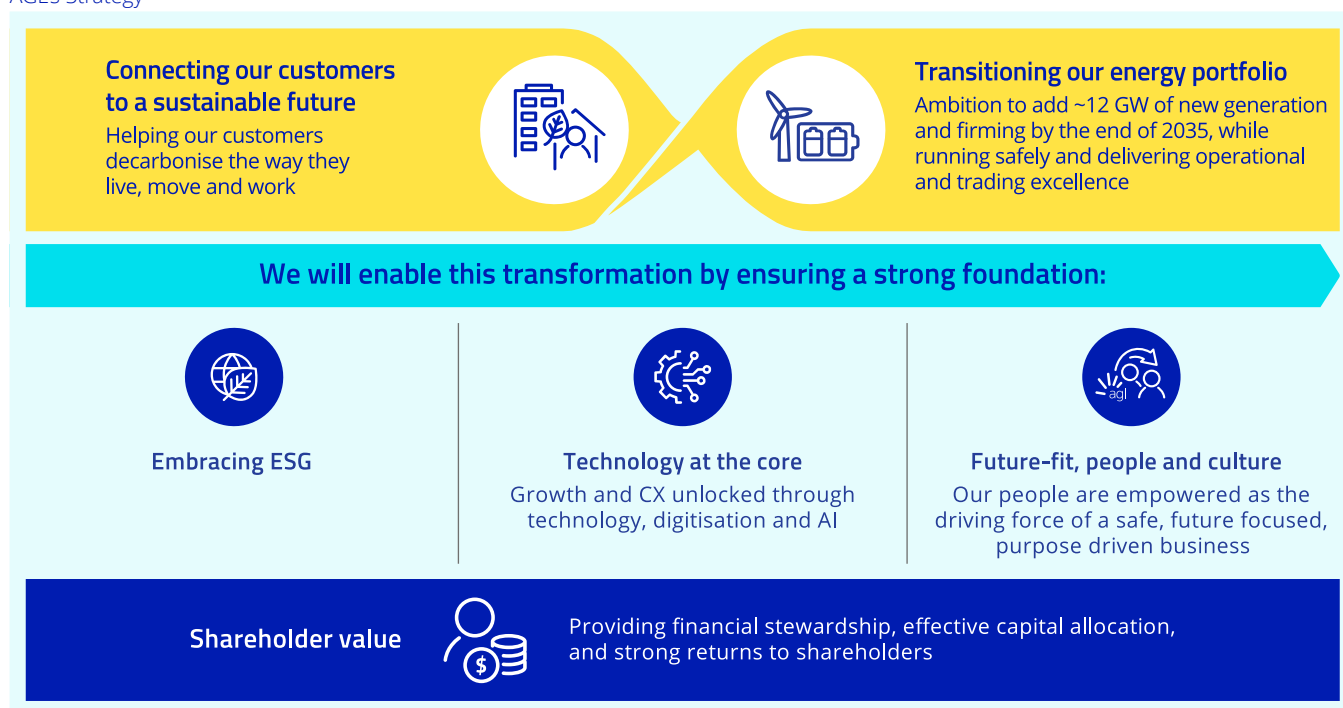 AGL's Strategy
Connecting our customers
to a sustainable future
Helping our customers
decarbonise the way they
live, move and work
Transitioning our energy portfolio
Ambition to add ~12 GW of new generation
and firming by the end of 2035, while
running safely and delivering operational
and trading excellence
We will enable this transformation by ensuring a strong foundation:
Embracing ESG
Technology at the core
Growth and CX unlocked through
technology, digitisation and AI
agl
Future-fit, people and culture
Our people are empowered as the
driving force of a safe, future focused,
purpose driven business
Shareholder value
$
Providing financial stewardship, effective capital allocation,
and strong returns to shareholders